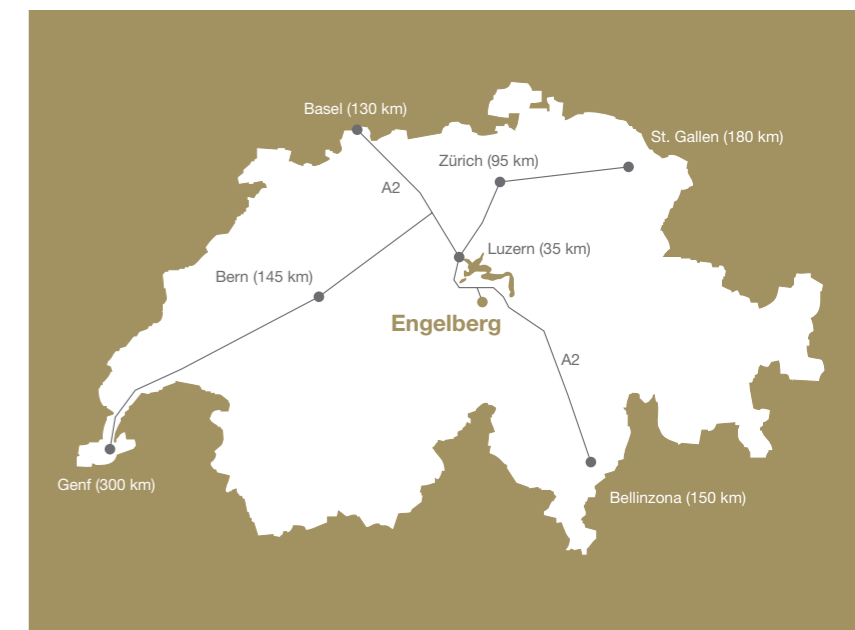 Basel (130 km)
St. Gallen (180 km)
Zürich (95 km)
A2
Luzern (35 km)
Bern (145 km)
Engelberg
A2
Genf (300 km)
Bellinzona (150 km)